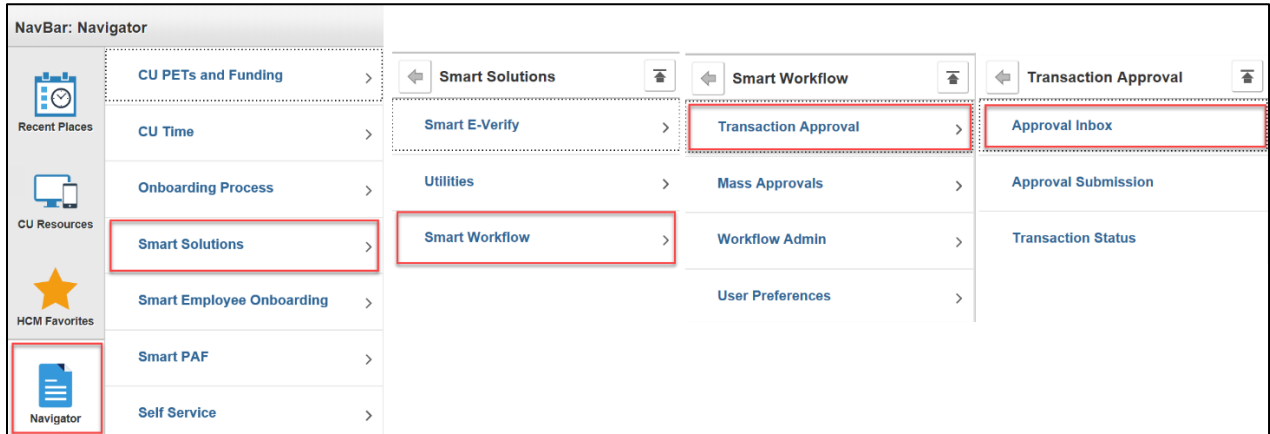 NavBar: Navigator
Recent Places
CU Resources
HCM Favorites
Navigator
CU PETs and Funding
CU Time
Onboarding Process
Smart Solutions
Smart Employee Onboarding
Smart PAF
Self Service
Smart Solutions
Smart E-Verify
Utilities
Smart Workflow
Smart Workflow
Transaction Approval
Mass Approvals
Workflow Admin
User Preferences
Transaction Approval
Approval Inbox
Approval Submission
Transaction Status